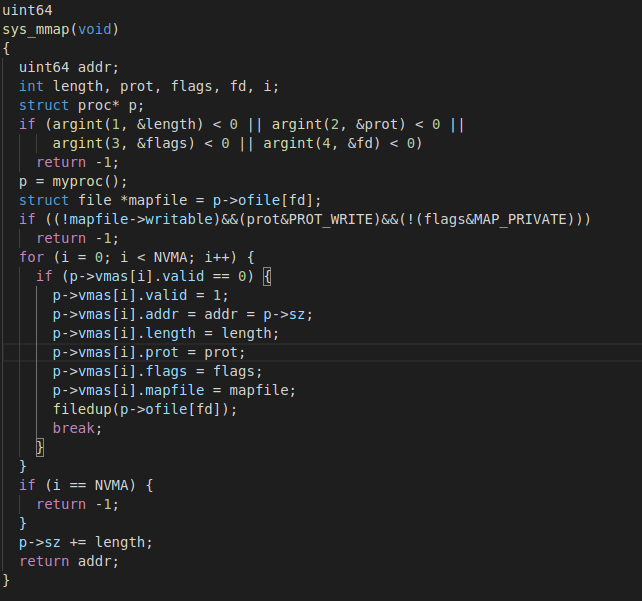 uint64
sys_mmap(void)
{
  uint64 addr;
  int length, prot, flags, fd, i;
  struct proc* p;
  if (argint(1, &length) < 0 || argint(2, &prot) < 0 ||
      argint(3, &flags) < 0 || argint(4, &fd) < 0)
    return -1;
  p = myproc();
  struct file *mapfile = p->ofile[fd];
  if ((!mapfile->writable)&&(prot&PROT_WRITE)&&(!(flags&MAP_PRIVATE)))
    return -1;
  for (i = 0; i < NVMA; i++) {
    if (p->vmas[i].valid == 0) {
      p->vmas[i].valid = 1;
      p->vmas[i].addr = addr = p->sz;
      p->vmas[i].length = length;
      p->vmas[i].prot = prot;
      p->vmas[i].flags = flags;
      p->vmas[i].mapfile = mapfile;
      filedup(p->ofile[fd]);
      break;
    }
  }
  if (i == NVMA) {
    return -1;
  }
  p->sz += length;
  return addr;
}